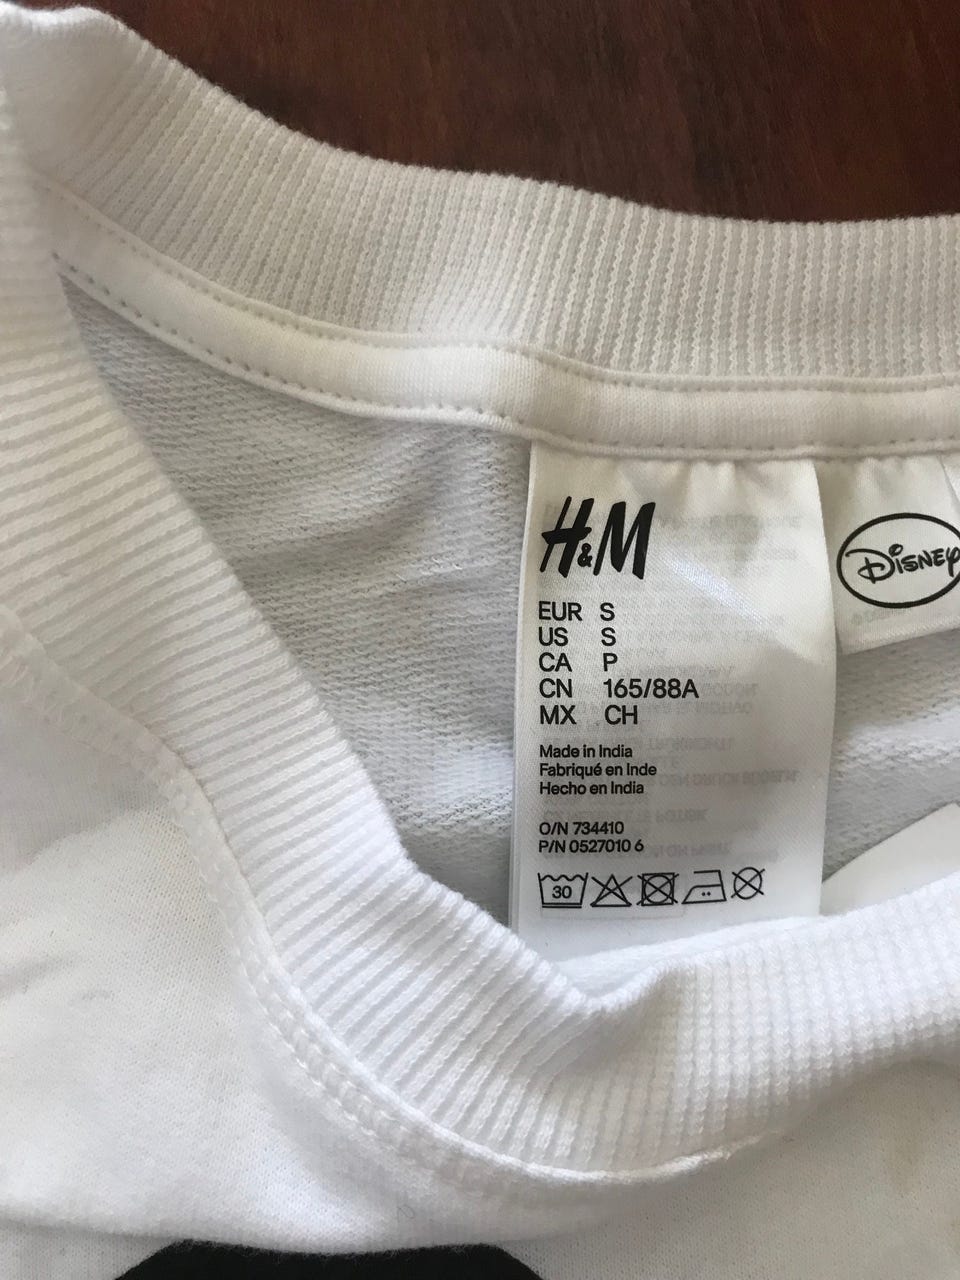 H&M
EUR S
US S
CA P
CN 165/88A
MX CH
Made in India
Fabriqué en Inde
Hecho en India
O/N 734410
P/N 0527010 6
30
DISNEY